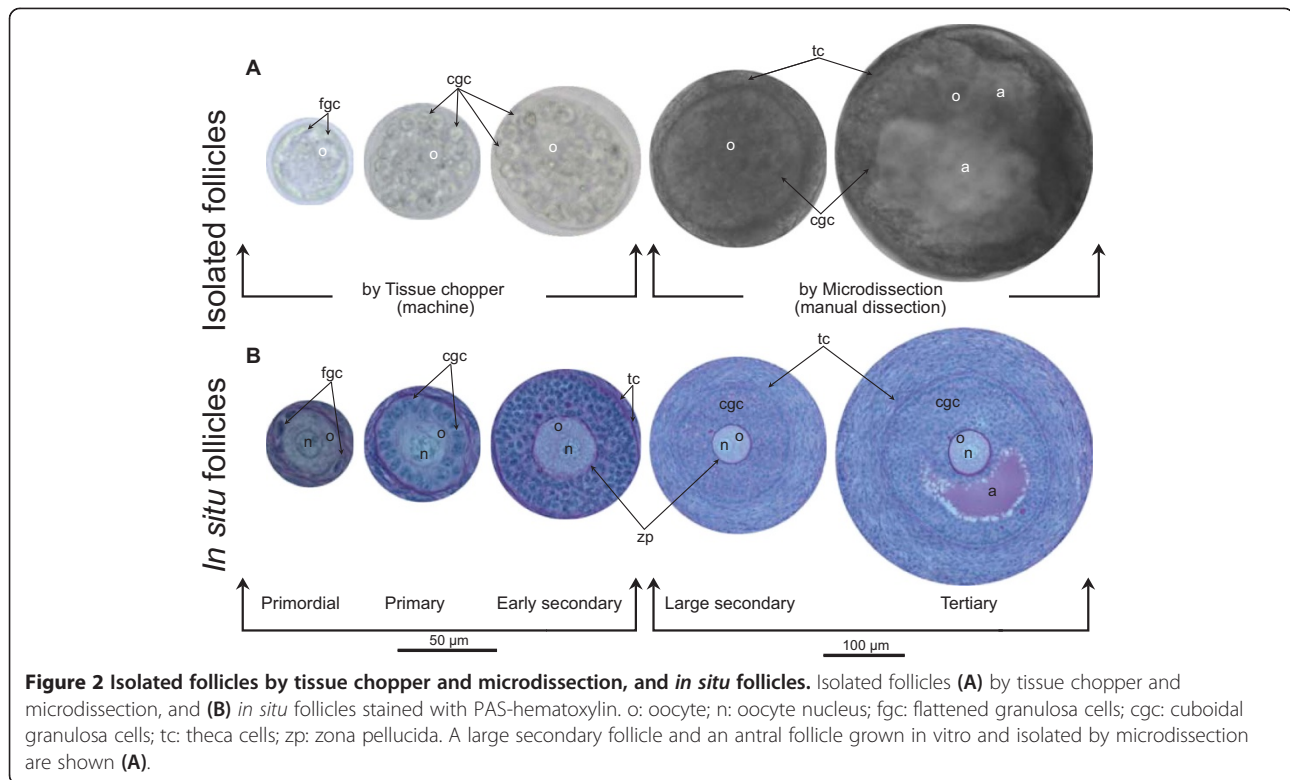 A
fgc
cgc
tc
o
o
o
o
o
a
a
cgc
Isolated follicles
by Tissue chopper
(machine)
by Microdissection
(manual dissection)
B
fgc
cgc
tc
tc
n
o
o
n
o
n
cgc
n
o
cgc
o
n
a
zp
In situ follicles
Primordial
Primary
Early secondary
Large secondary
Tertiary
50 µm
100 µm
Figure 2 Isolated follicles by tissue chopper and microdissection, and in situ follicles. Isolated follicles (A) by tissue chopper and
microdissection, and (B) in situ follicles stained with PAS-hematoxylin. o: oocyte; n: oocyte nucleus; fgc: flattened granulosa cells; cgc: cuboidal
granulosa cells; tc: theca cells; zp: zona pellucida. A large secondary follicle and an antral follicle grown in vitro and isolated by microdissection
are shown (A).